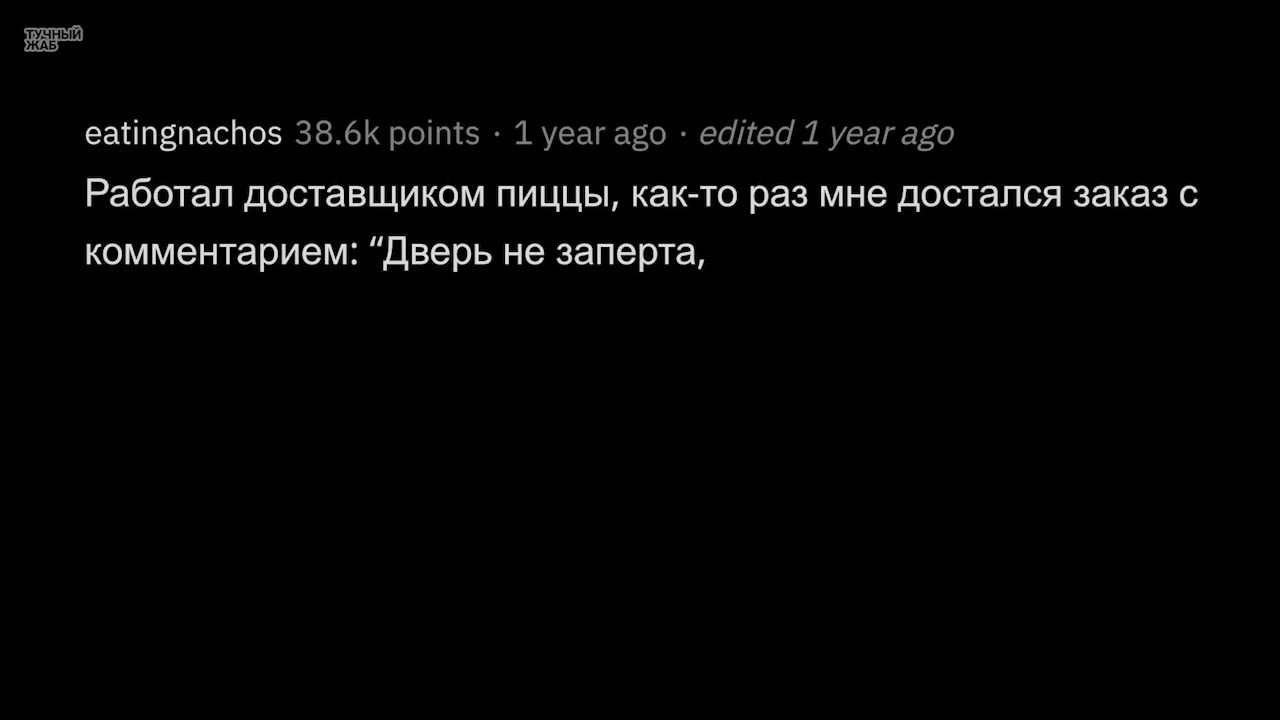 ТУЧНЫЙ
ЖАБ
eatingnachos 38.6k points · 1 year ago · edited 1 year ago
Работал доставщиком пиццы, как-то раз мне достался заказ с
комментарием: “Дверь не заперта,